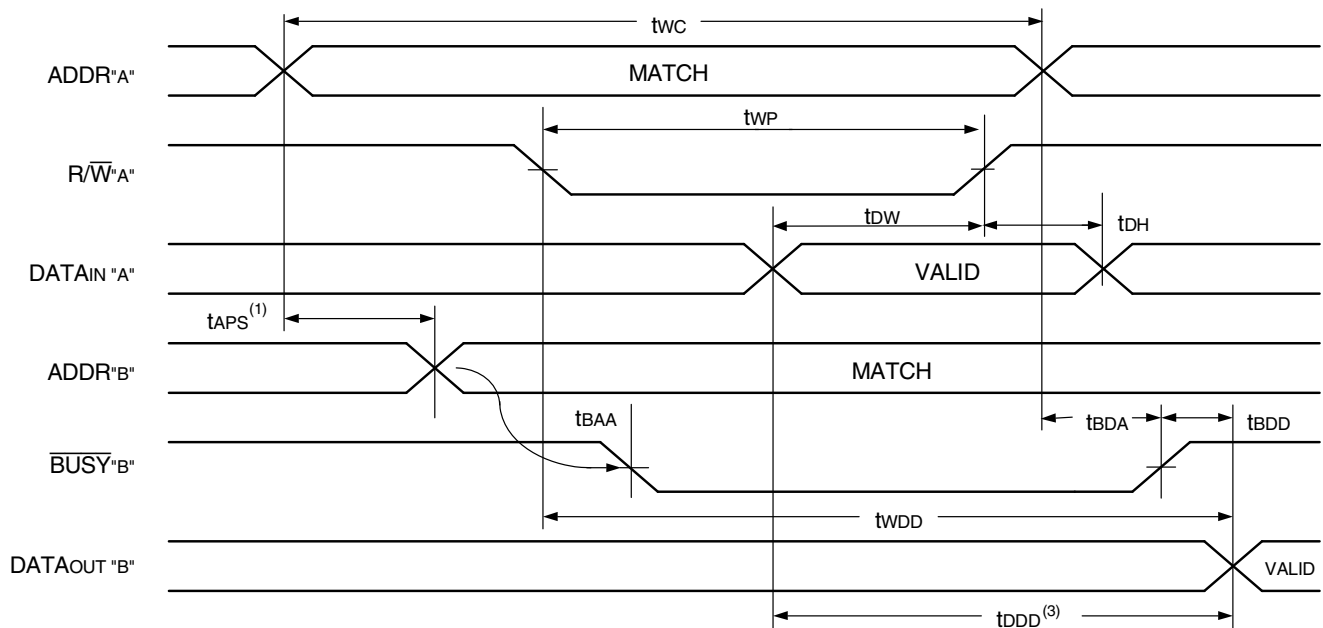 tWC
ADDR"A"
MATCH
tWP
R/W̅"A"
tDW
tDH
DATAIN "A"
VALID
tAPS(1)
ADDR"B"
MATCH
tBAA
tBDA
tBDD
B̅U̅S̅Y̅"B"
tWDD
DATAOUT "B"
VALID
tDDD(3)